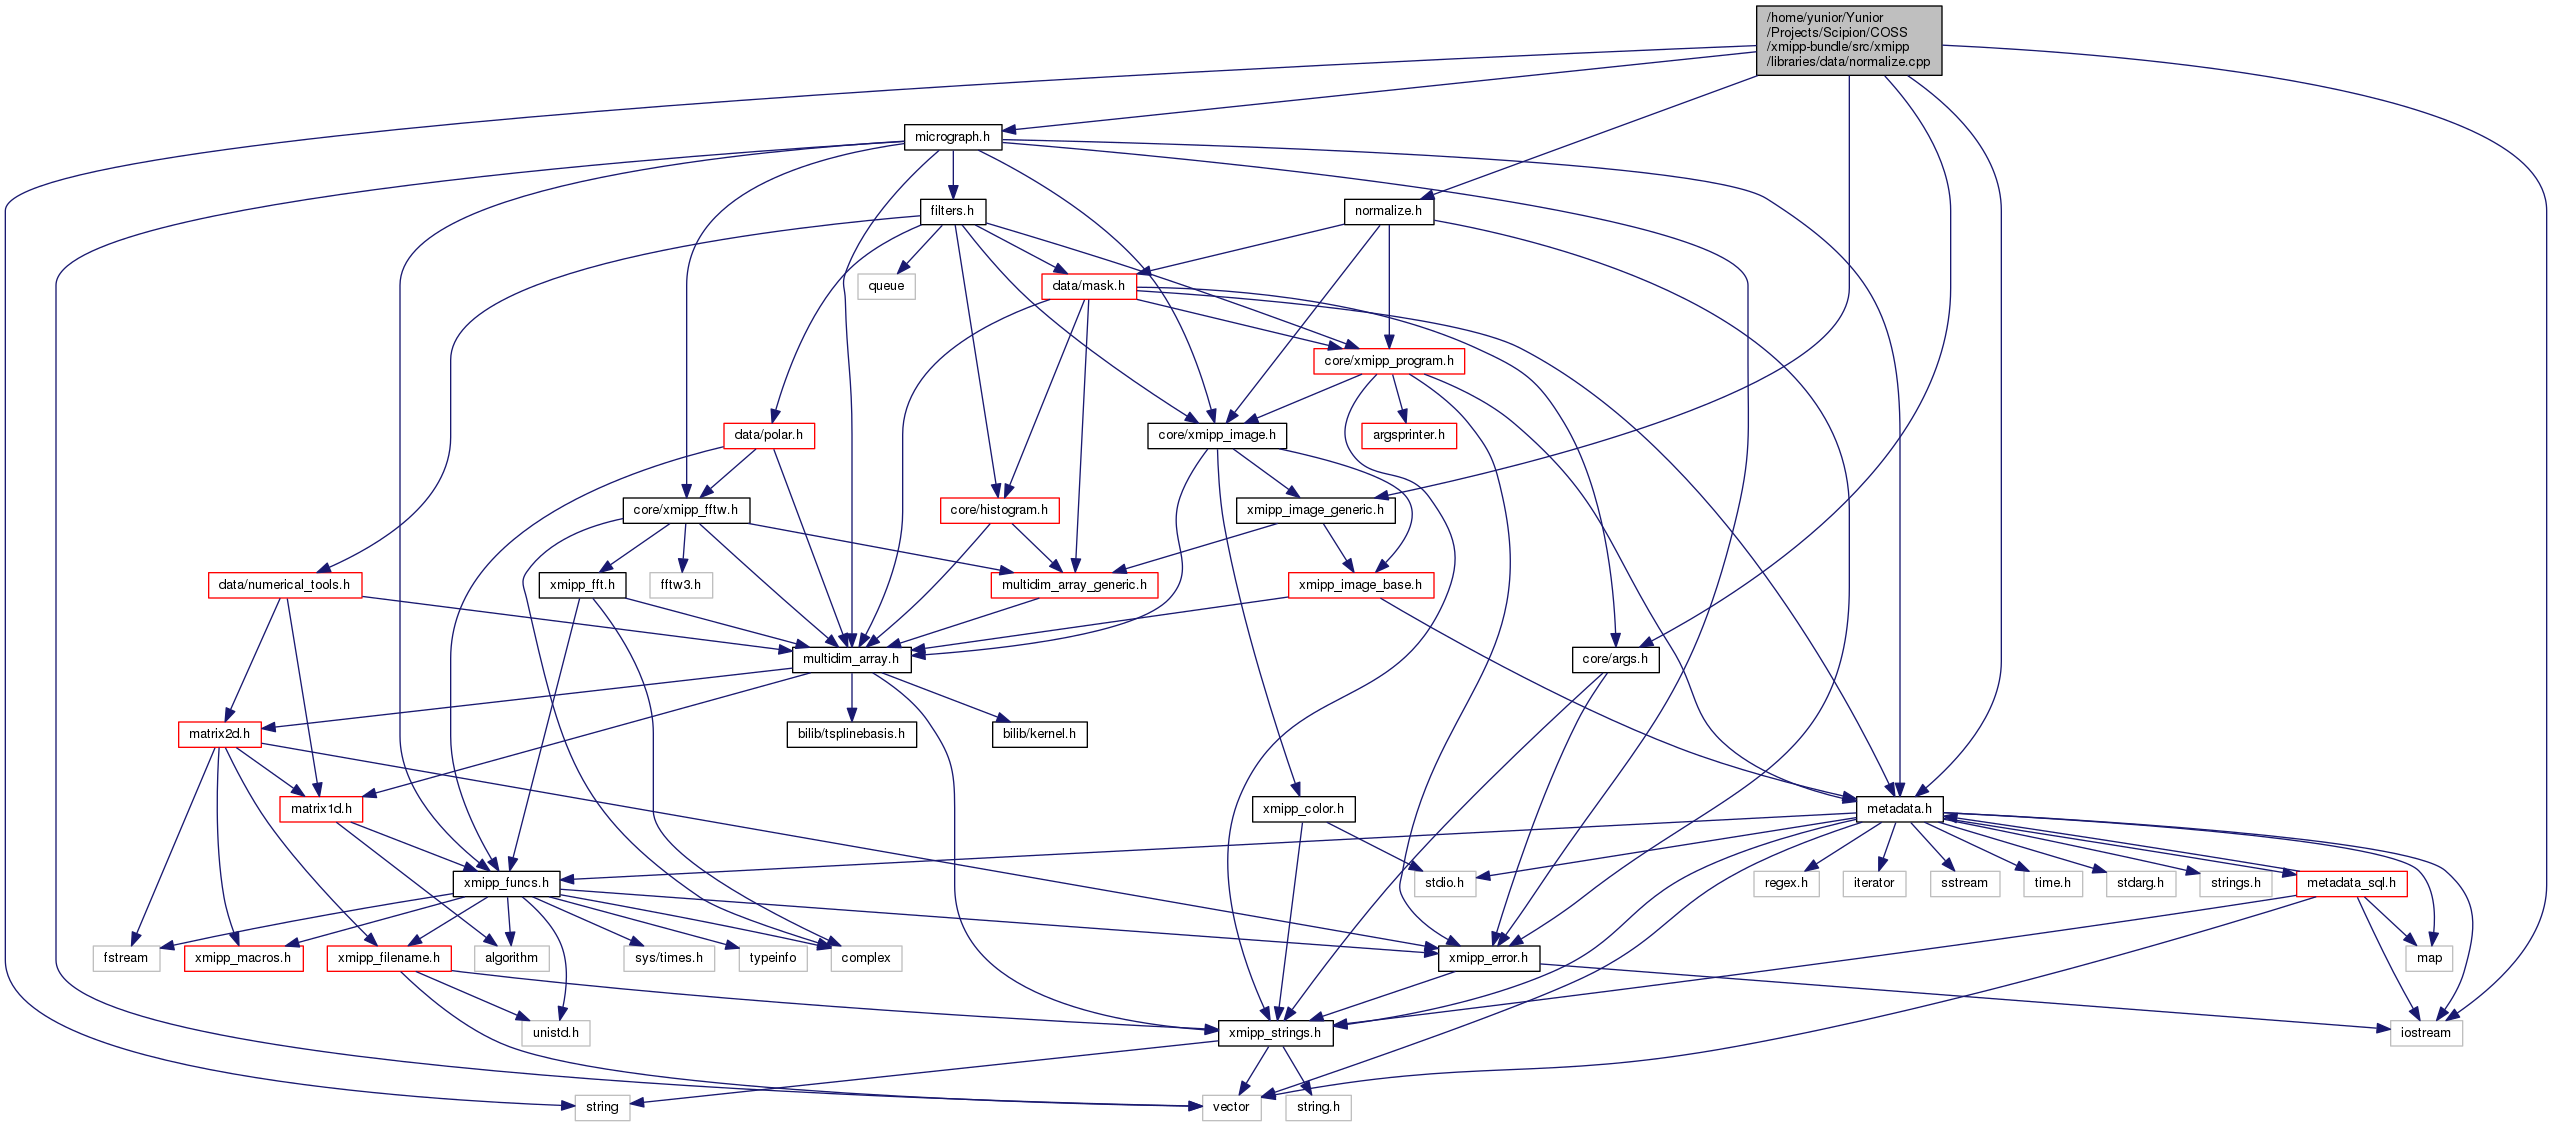 /home/yunior/Yunior
/Projects/Scipion/COSS
/xmipp-bundle/src/xmipp
/libraries/data/normalize.cpp
micrograph.h
filters.h
normalize.h
queue
data/mask.h
core/xmipp_program.h
data/polar.h
core/xmipp_image.h
argsprinter.h
core/xmipp_fftw.h
core/histogram.h
xmipp_image_generic.h
data/numerical_tools.h
xmipp_fft.h
fftw3.h
multidim_array_generic.h
xmipp_image_base.h
multidim_array.h
core/args.h
matrix2d.h
bilib/tsplinebasis.h
bilib/kernel.h
matrix1d.h
xmipp_color.h
metadata.h
xmipp_funcs.h
stdio.h
regex.h
iterator
sstream
time.h
stdarg.h
strings.h
metadata_sql.h
fstream
xmipp_macros.h
xmipp_filename.h
algorithm
sys/times.h
typeinfo
complex
xmipp_error.h
map
unistd.h
xmipp_strings.h
iostream
string
vector
string.h